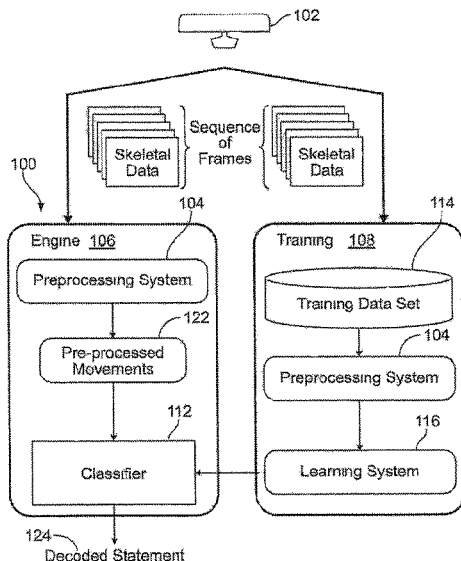 102
Skeletal Data
Sequence of Frames
Skeletal Data
100
Engine 106
104
Preprocessing System
122
Pre-processed Movements
112
Classifier
124
Decoded Statement
Training 108
114
Training Data Set
104
Preprocessing System
116
Learning System